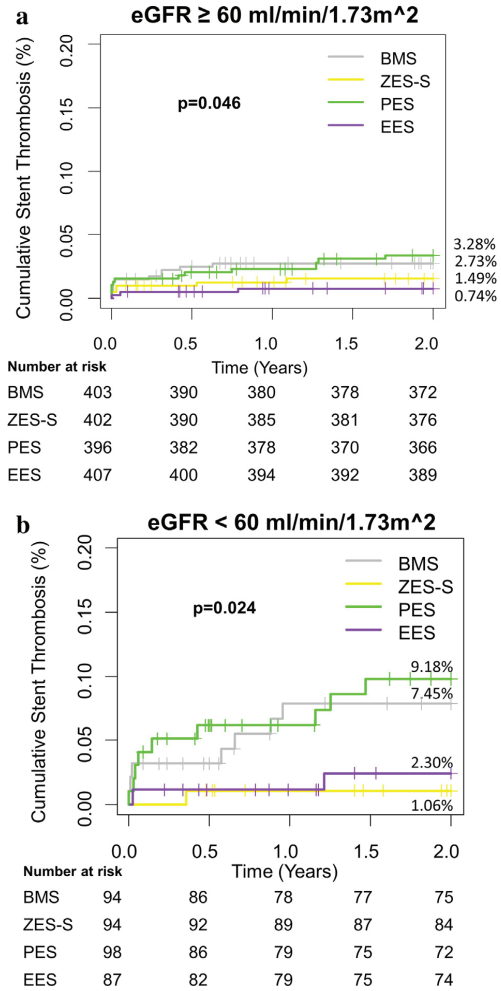 a
eGFR ≥ 60 ml/min/1.73m^2
Cumulative Stent Thrombosis (%)
0.20
0.15
0.10
0.05
0.00
p=0.046
BMS
ZES-S
PES
EES
3.28%
2.73%
1.49%
0.74%
0.0 0.5 1.0 1.5 2.0
Number at risk Time (Years)
BMS 403 390 380 378 372
ZES-S 402 390 385 381 376
PES 396 382 378 370 366
EES 407 400 394 392 389
b
eGFR < 60 ml/min/1.73m^2
Cumulative Stent Thrombosis (%)
0.20
0.15
0.10
0.05
0.00
p=0.024
BMS
ZES-S
PES
EES
9.18%
7.45%
2.30%
1.06%
0.0 0.5 1.0 1.5 2.0
Number at risk Time (Years)
BMS 94 86 78 77 75
ZES-S 94 92 89 87 84
PES 98 86 79 75 72
EES 87 82 79 75 74